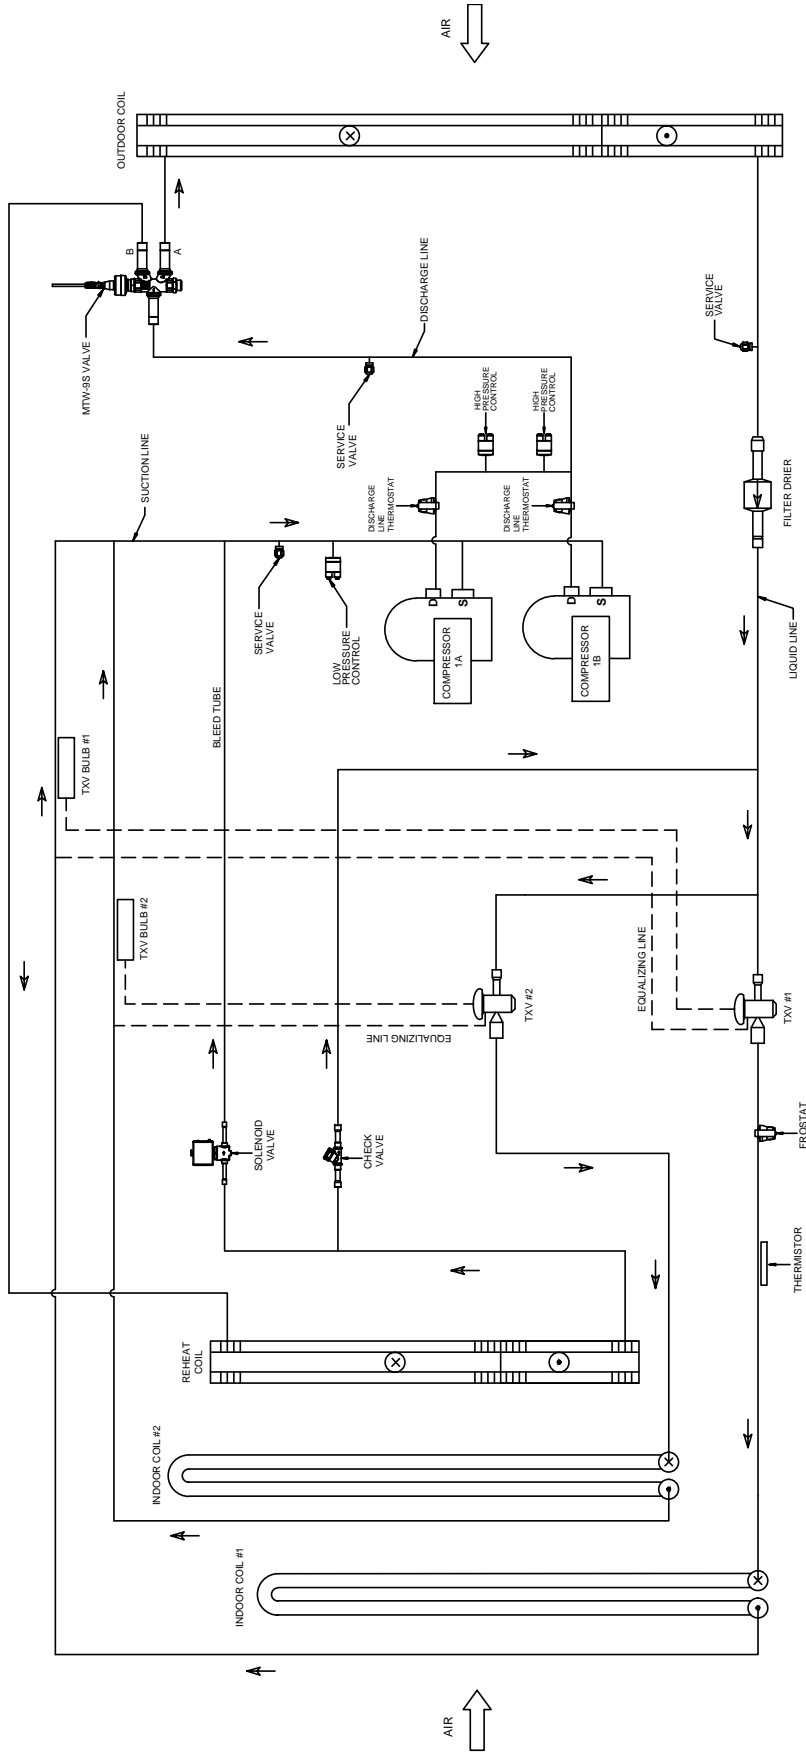 AIR
OUTDOOR COIL
B
A
MTW-9S VALVE
DISCHARGE LINE
SERVICE
VALVE
SERVICE
VALVE
SUCTION LINE
HIGH
PRESSURE
CONTROL
HIGH
PRESSURE
CONTROL
DISCHARGE
LINE
THERMOSTAT
DISCHARGE
LINE
THERMOSTAT
FILTER DRIER
SERVICE
VALVE
LOW
PRESSURE
CONTROL
D
S
COMPRESSOR
1A
D
S
COMPRESSOR
1B
LIQUID LINE
BLEED TUBE
TXV BULB #1
TXV BULB #2
EQUALIZING LINE
EQUALIZING LINE
TXV #2
TXV #1
SOLENOID
VALVE
CHECK
VALVE
FROSTAT
THERMISTOR
REHEAT
COIL
INDOOR COIL #2
INDOOR COIL #1
AIR